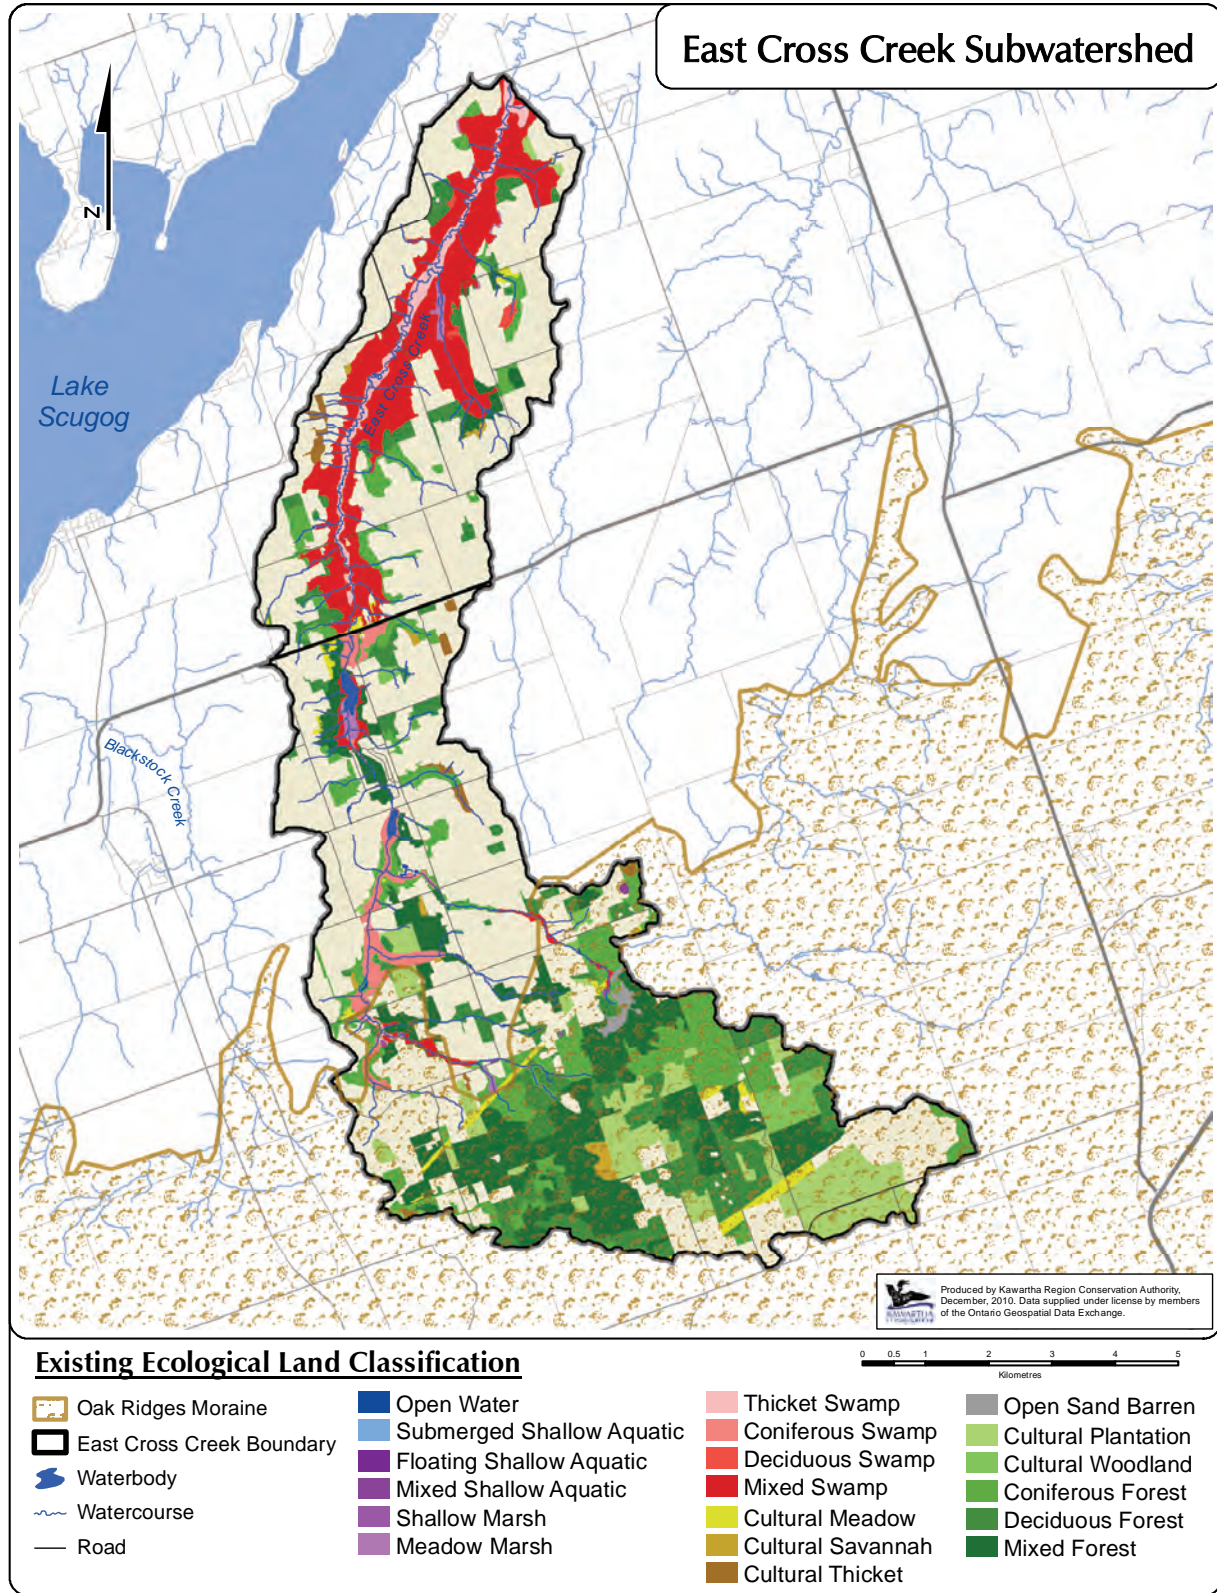 East Cross Creek Subwatershed
N
Lake
Scugog
East Cross Creek
Blackstock Creek
Produced by Kawartha Region Conservation Authority,
December, 2010. Data supplied under license by members
of the Ontario Geospatial Data Exchange.
KAWARTHA
Existing Ecological Land Classification
0 0.5 1 2 3 4 5
Kilometres
Oak Ridges Moraine
East Cross Creek Boundary
Waterbody
Watercourse
Road
Open Water
Submerged Shallow Aquatic
Floating Shallow Aquatic
Mixed Shallow Aquatic
Shallow Marsh
Meadow Marsh
Thicket Swamp
Coniferous Swamp
Deciduous Swamp
Mixed Swamp
Cultural Meadow
Cultural Savannah
Cultural Thicket
Open Sand Barren
Cultural Plantation
Cultural Woodland
Coniferous Forest
Deciduous Forest
Mixed Forest